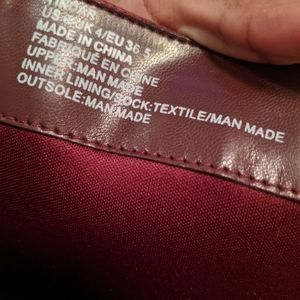 US K 4/EU 36.5
MADE IN CHINA
FABRIQUÉ EN CHINE
UPPER:MAN MADE
INNER LINING/SOCK:TEXTILE/MAN MADE
OUTSOLE:MAN MADE